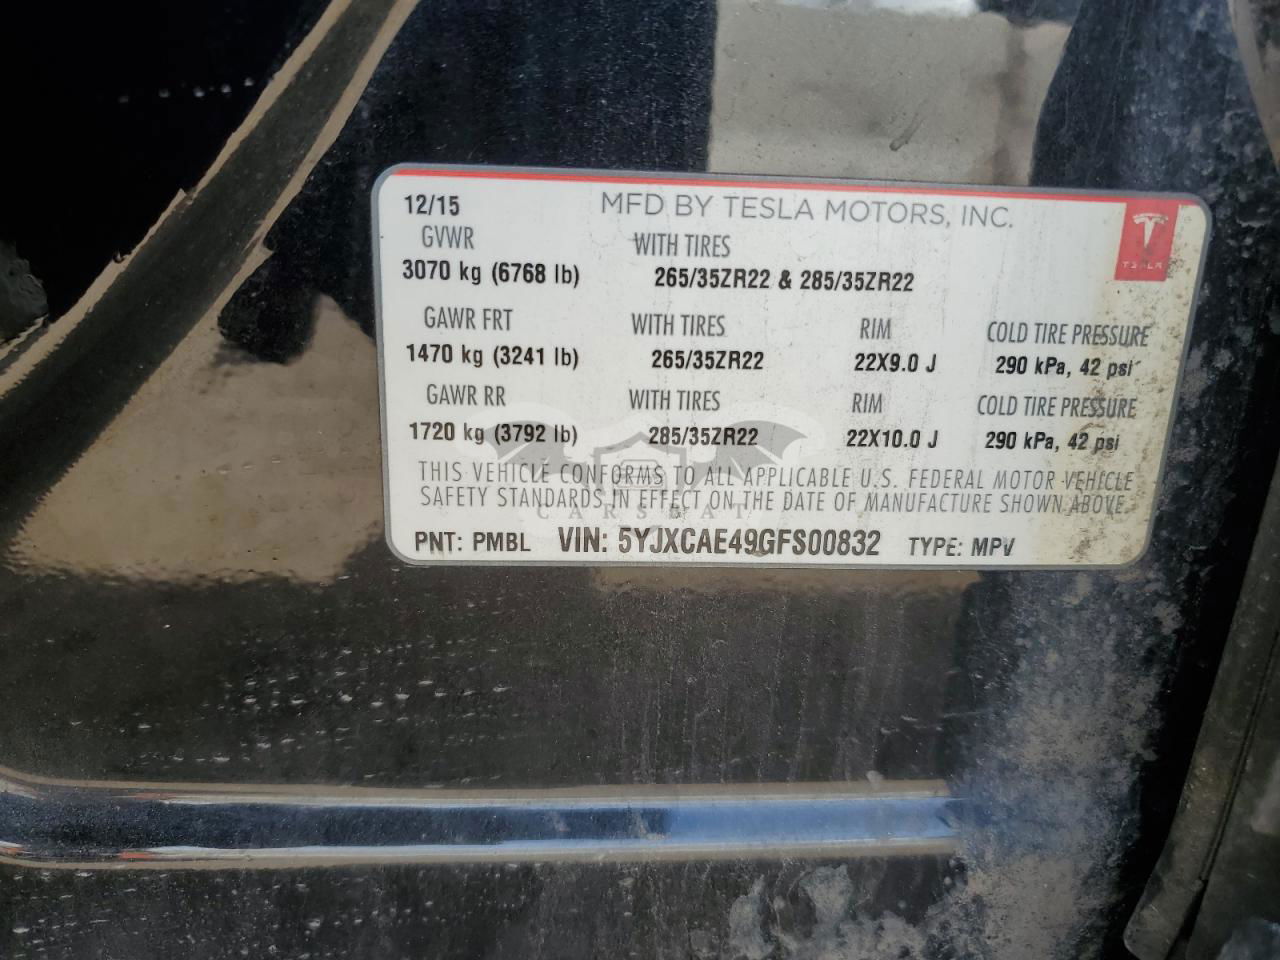 12/15 MFD BY TESLA MOTORS, INC.
GVWR WITH TIRES TESLA
3070 kg (6768 lb) 265/35ZR22 & 285/35ZR22
GAWR FRT WITH TIRES RIM COLD TIRE PRESSURE
1470 kg (3241 lb) 265/35ZR22 22X9.0 J 290 kPa, 42 psi
GAWR RR WITH TIRES RIM COLD TIRE PRESSURE
1720 kg (3792 lb) 285/35ZR22 22X10.0 J 290 kPa, 42 psi
THIS VEHICLE CONFORMS TO ALL APPLICABLE U.S. FEDERAL MOTOR VEHICLE
SAFETY STANDARDS IN EFFECT ON THE DATE OF MANUFACTURE SHOWN ABOVE.
CARSBAT
PNT: PMBL VIN: 5YJXCAE49GFS00832 TYPE: MPV